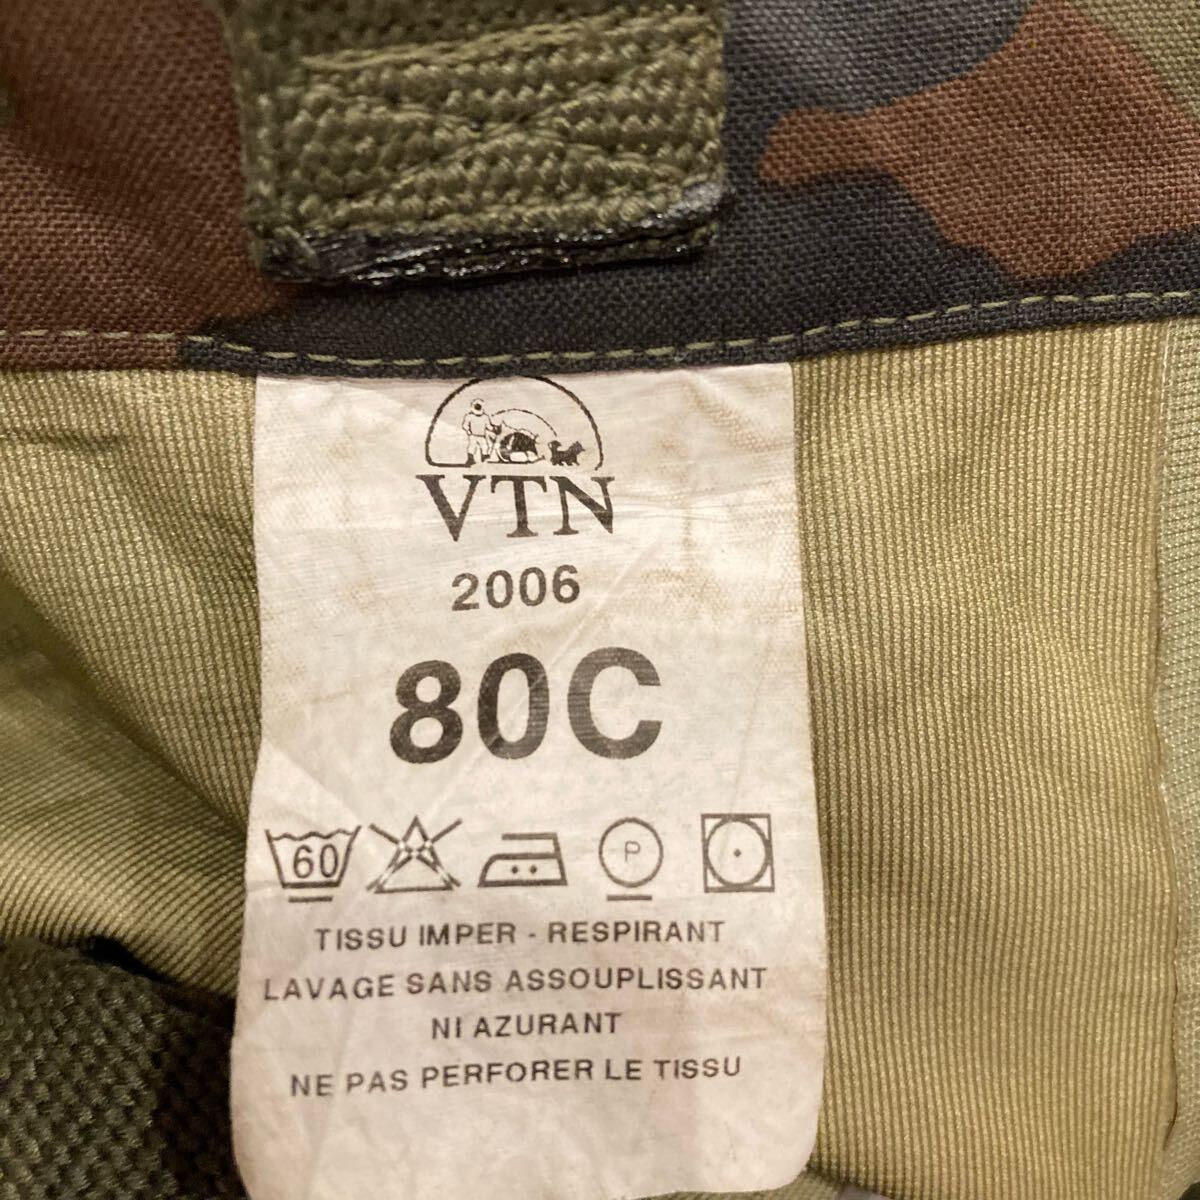 VTN
2006
80C
60 P
TISSU IMPER - RESPIRANT
LAVAGE SANS ASSOUPLISSANT
NI AZURANT
NE PAS PERFORER LE TISSU